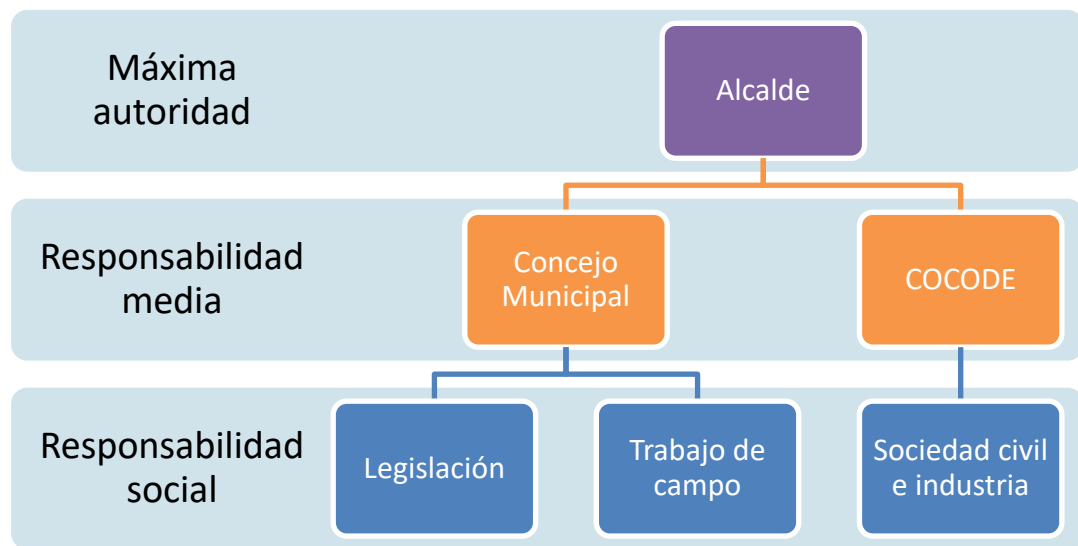 Máxima
autoridad
Alcalde
Responsabilidad
media
Concejo
Municipal
COCODE
Responsabilidad
social
Legislación
Trabajo de
campo
Sociedad civil
e industria